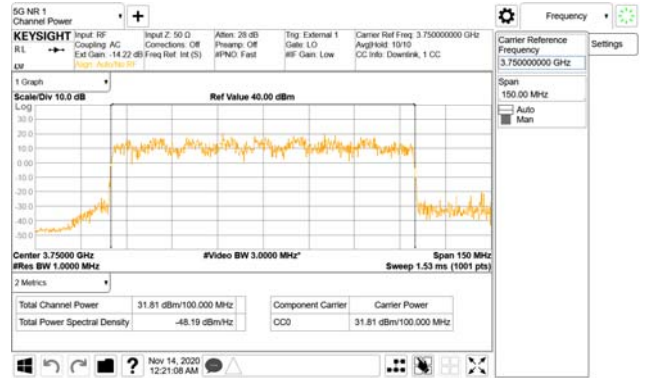 5G NR 1
Channel Power
Frequency
KEYSIGHT
Input: RF
Coupling: AC
Ext Gain: -14.22 dB
Align: Auto/No RF
Input Z: 50 Ω
Corrections: Off
Freq Ref: Int (S)
Atten: 28 dB
Preamp: Off
#PNO: Fast
Trig: External 1
Gate: LO
#IF Gain: Low
Carrier Ref Freq: 3.750000000 GHz
Avg|Hold: 10/10
CC Info: Downlink, 1 CC
RL
Carrier Reference
Frequency
3.750000000 GHz
Settings
Span
150.00 MHz
Auto
Man
1 Graph
Scale/Div 10.0 dB
Ref Value 40.00 dBm
Log
30.0
20.0
10.0
0.00
-10.0
-20.0
-30.0
-40.0
-50.0
Center 3.75000 GHz
#Video BW 3.0000 MHz*
Span 150 MHz
#Res BW 1.0000 MHz
Sweep 1.53 ms (1001 pts)
2 Metrics
Total Channel Power 31.81 dBm/100.000 MHz
Total Power Spectral Density -48.19 dBm/Hz
Component Carrier Carrier Power
CC0 31.81 dBm/100.000 MHz
Nov 14, 2020
12:21:08 AM